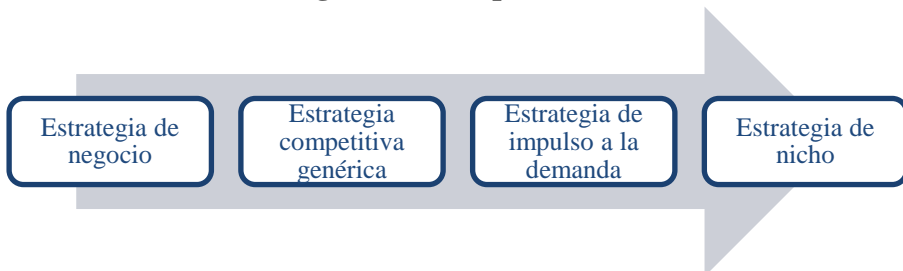 Estrategia de
negocio
Estrategia
competitiva
genérica
Estrategia de
impulso a la
demanda
Estrategia de
nicho